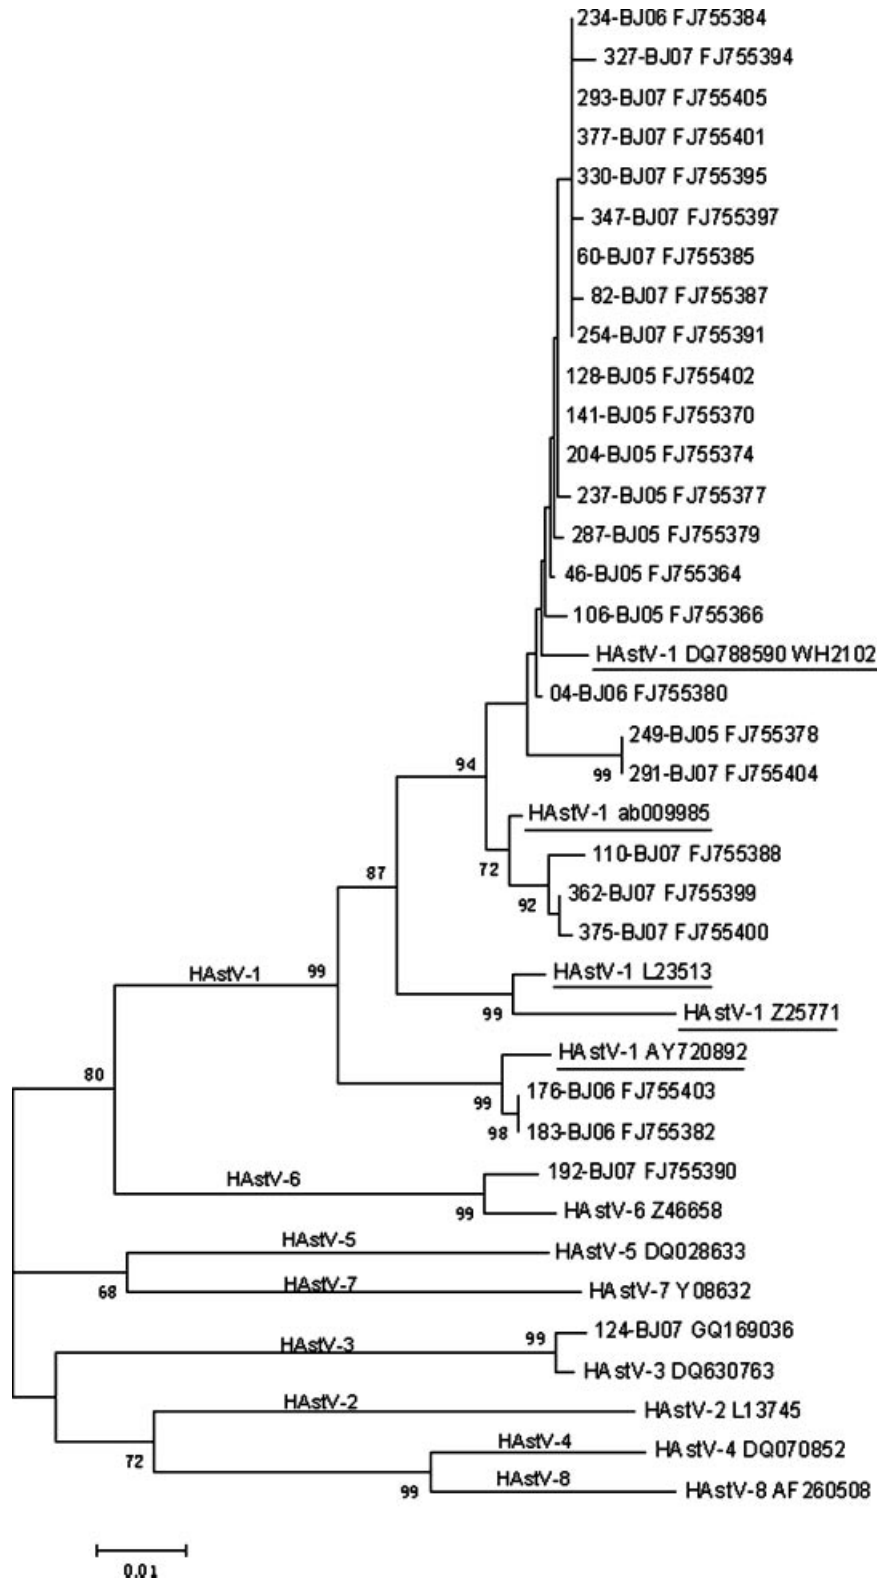 234-BJ06 FJ755384
327-BJ07 FJ755394
293-BJ07 FJ755405
377-BJ07 FJ755401
330-BJ07 FJ755395
347-BJ07 FJ755397
60-BJ07 FJ755385
82-BJ07 FJ755387
254-BJ07 FJ755391
128-BJ05 FJ755402
141-BJ05 FJ755370
204-BJ05 FJ755374
237-BJ05 FJ755377
287-BJ05 FJ755379
46-BJ05 FJ755364
106-BJ05 FJ755366
HAstV-1 DQ788590 WH2102
04-BJ06 FJ755380
249-BJ05 FJ755378
94
99 291-BJ07 FJ755404
HAstV-1 ab009985
110-BJ07 FJ755388
72
87
362-BJ07 FJ755399
92
375-BJ07 FJ755400
HAstV-1 99 HAstV-1 L23513
99 HAstV-1 Z25771
HAstV-1 AY720892
80
176-BJ06 FJ755403
99
98 183-BJ06 FJ755382
192-BJ07 FJ755390
HAstV-6
99 HAstV-6 Z46658
HAstV-5
HAstV-5 DQ028633
68 HAstV-7 HAstV-7 Y08632
99 124-BJ07 GQ169036
HAstV-3
HAstV-3 DQ630763
HAstV-2
HAstV-2 L13745
HAstV-4
HAstV-4 DQ070852
72
HAstV-8
99 HAstV-8 AF260508
0.01